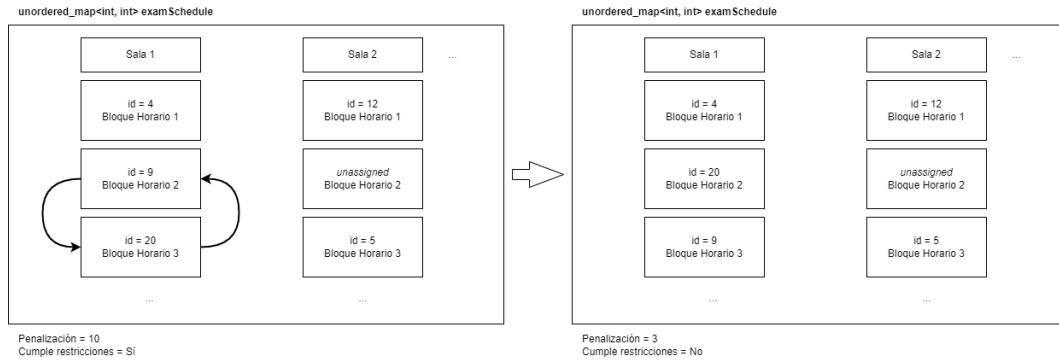 unordered_map<int, int> examSchedule
Sala 1
Sala 2
...
id = 4
Bloque Horario 1
id = 12
Bloque Horario 1
id = 9
Bloque Horario 2
unassigned
Bloque Horario 2
id = 20
Bloque Horario 3
id = 5
Bloque Horario 3
...
...
Penalización = 10
Cumple restricciones = Sí
unordered_map<int, int> examSchedule
Sala 1
Sala 2
...
id = 4
Bloque Horario 1
id = 12
Bloque Horario 1
id = 20
Bloque Horario 2
unassigned
Bloque Horario 2
id = 9
Bloque Horario 3
id = 5
Bloque Horario 3
...
...
Penalización = 3
Cumple restricciones = No